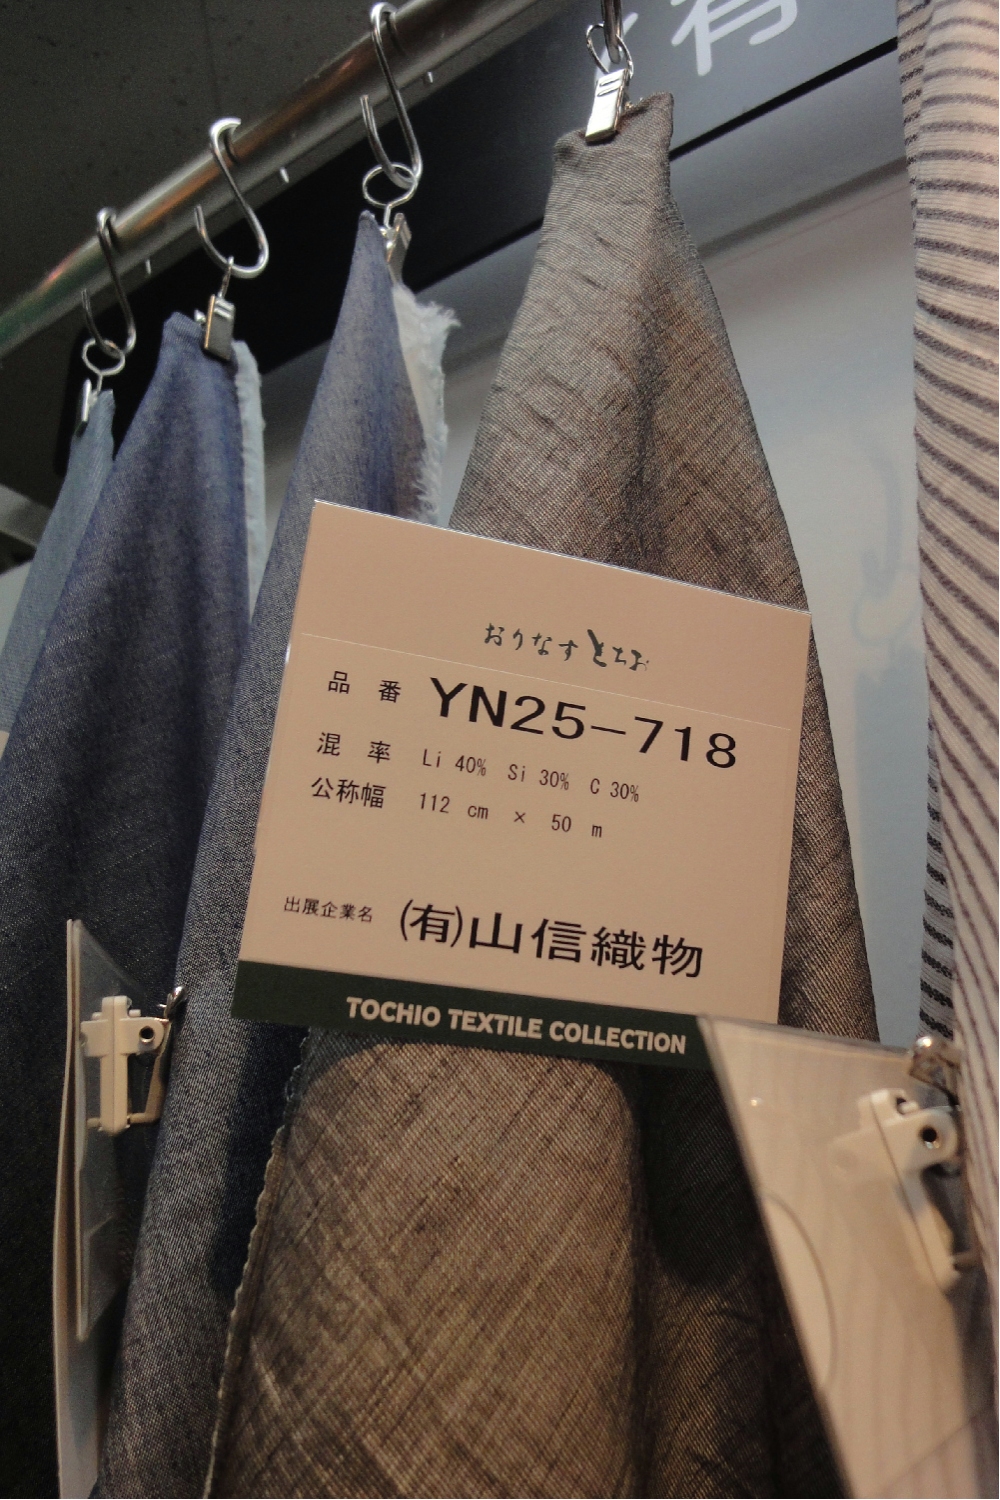 有
おりなすとちお
品番 YN25-718
混率 Li 40% Si 30% C 30%
公称幅 112 cm × 50 m
出展企業名 (有)山信織物
TOCHIO TEXTILE COLLECTION